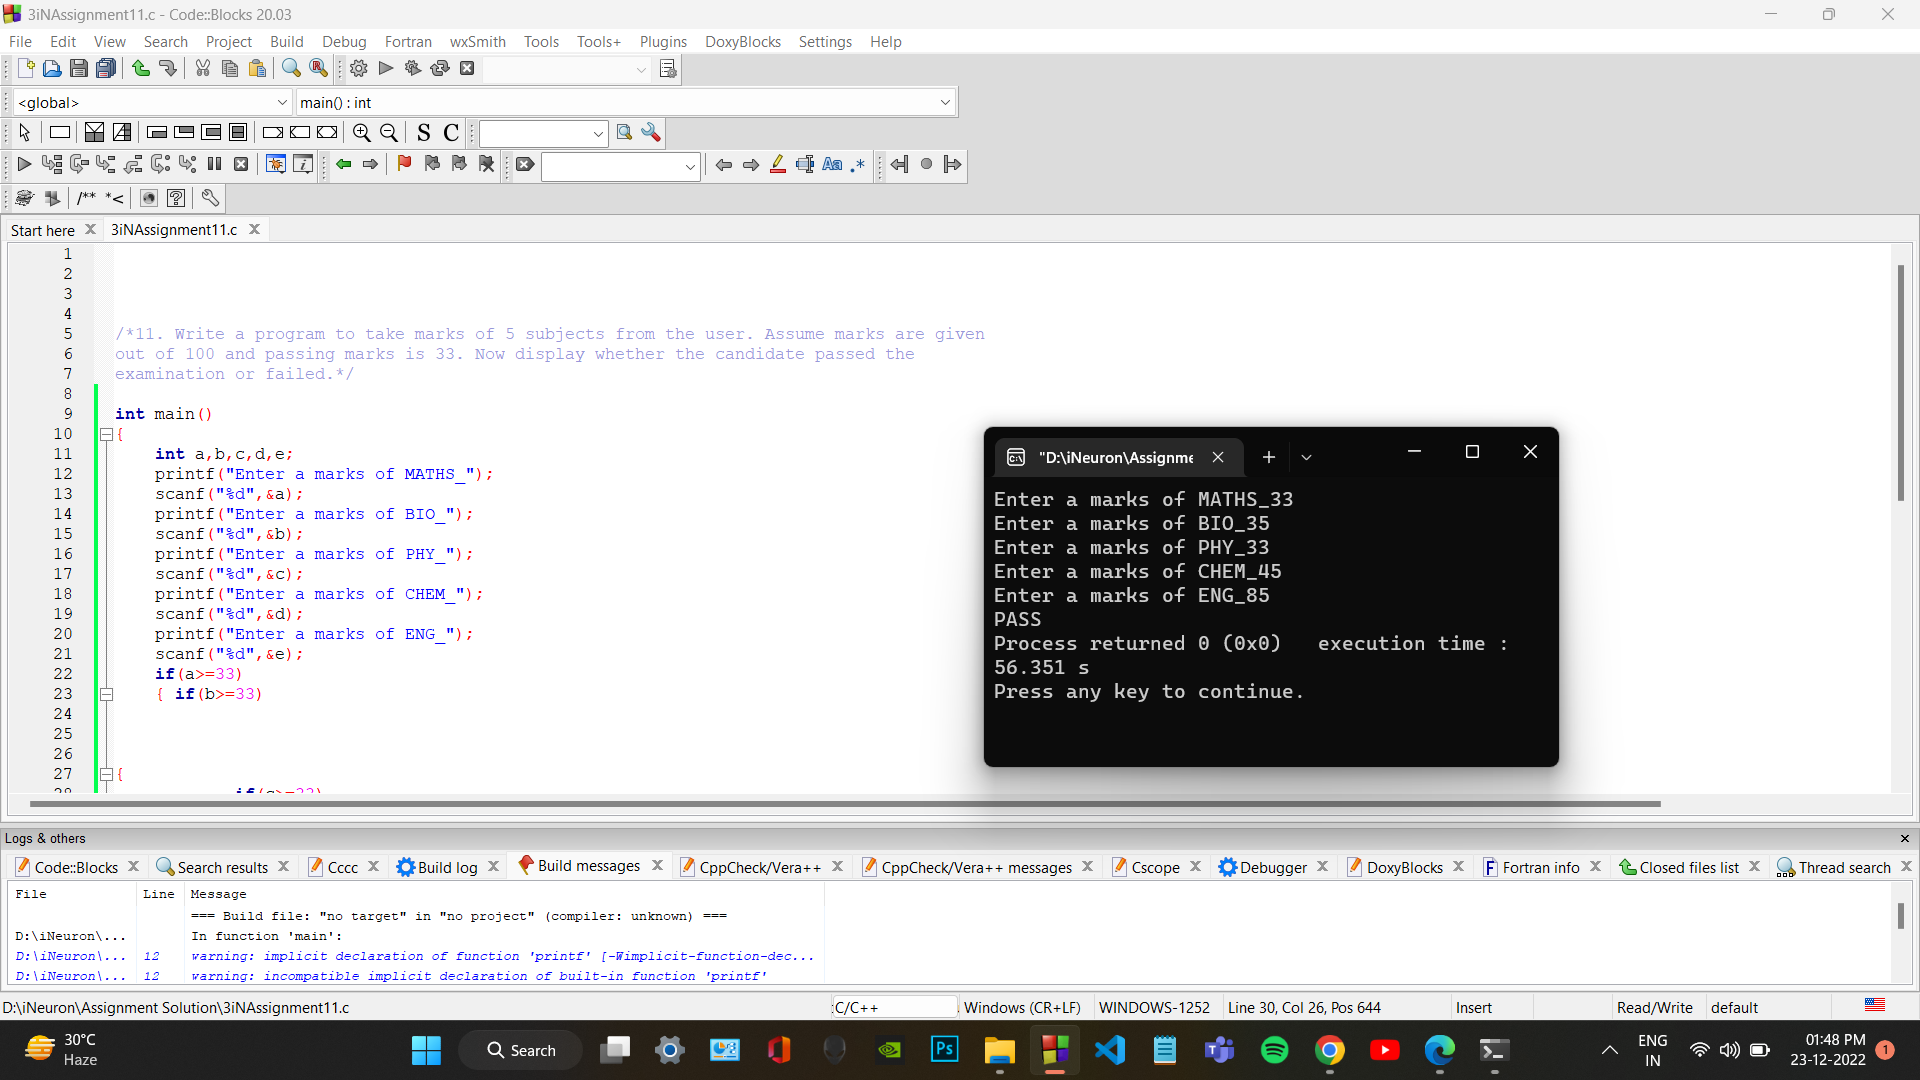 3iNAssignment11.c - Code::Blocks 20.03
File Edit View Search Project Build Debug Fortran wxSmith Tools Tools+ Plugins DoxyBlocks Settings Help
<global> main() : int
S C
Aa .*
/** *<
Start here 3iNAssignment11.c
1
2
3
4
5 /*11. Write a program to take marks of 5 subjects from the user. Assume marks are given
6 out of 100 and passing marks is 33. Now display whether the candidate passed the
7 examination or failed.*/
8
9 int main()
10 {
11 int a,b,c,d,e;
12 printf("Enter a marks of MATHS_");
13 scanf("%d",&a);
14 printf("Enter a marks of BIO_");
15 scanf("%d",&b);
16 printf("Enter a marks of PHY_");
17 scanf("%d",&c);
18 printf("Enter a marks of CHEM_");
19 scanf("%d",&d);
20 printf("Enter a marks of ENG_");
21 scanf("%d",&e);
22 if(a>=33)
23 { if(b>=33)
24
25
26
27 {
28 if(c>=33)
"D:\iNeuron\Assignme
Enter a marks of MATHS_33
Enter a marks of BIO_35
Enter a marks of PHY_33
Enter a marks of CHEM_45
Enter a marks of ENG_85
PASS
Process returned 0 (0x0) execution time :
56.351 s
Press any key to continue.
Logs & others
Code::Blocks Search results Cccc Build log Build messages CppCheck/Vera++ CppCheck/Vera++ messages Cscope Debugger DoxyBlocks Fortran info Closed files list Thread search
File Line Message
=== Build file: "no target" in "no project" (compiler: unknown) ===
D:\iNeuron\... In function 'main':
D:\iNeuron\... 12 warning: implicit declaration of function 'printf' [-Wimplicit-function-dec...
D:\iNeuron\... 12 warning: incompatible implicit declaration of built-in function 'printf'
D:\iNeuron\Assignment Solution\3iNAssignment11.c C/C++ Windows (CR+LF) WINDOWS-1252 Line 30, Col 26, Pos 644 Insert Read/Write default
30°C
Haze
Search
Ps
ENG
IN
01:48 PM
23-12-2022
1